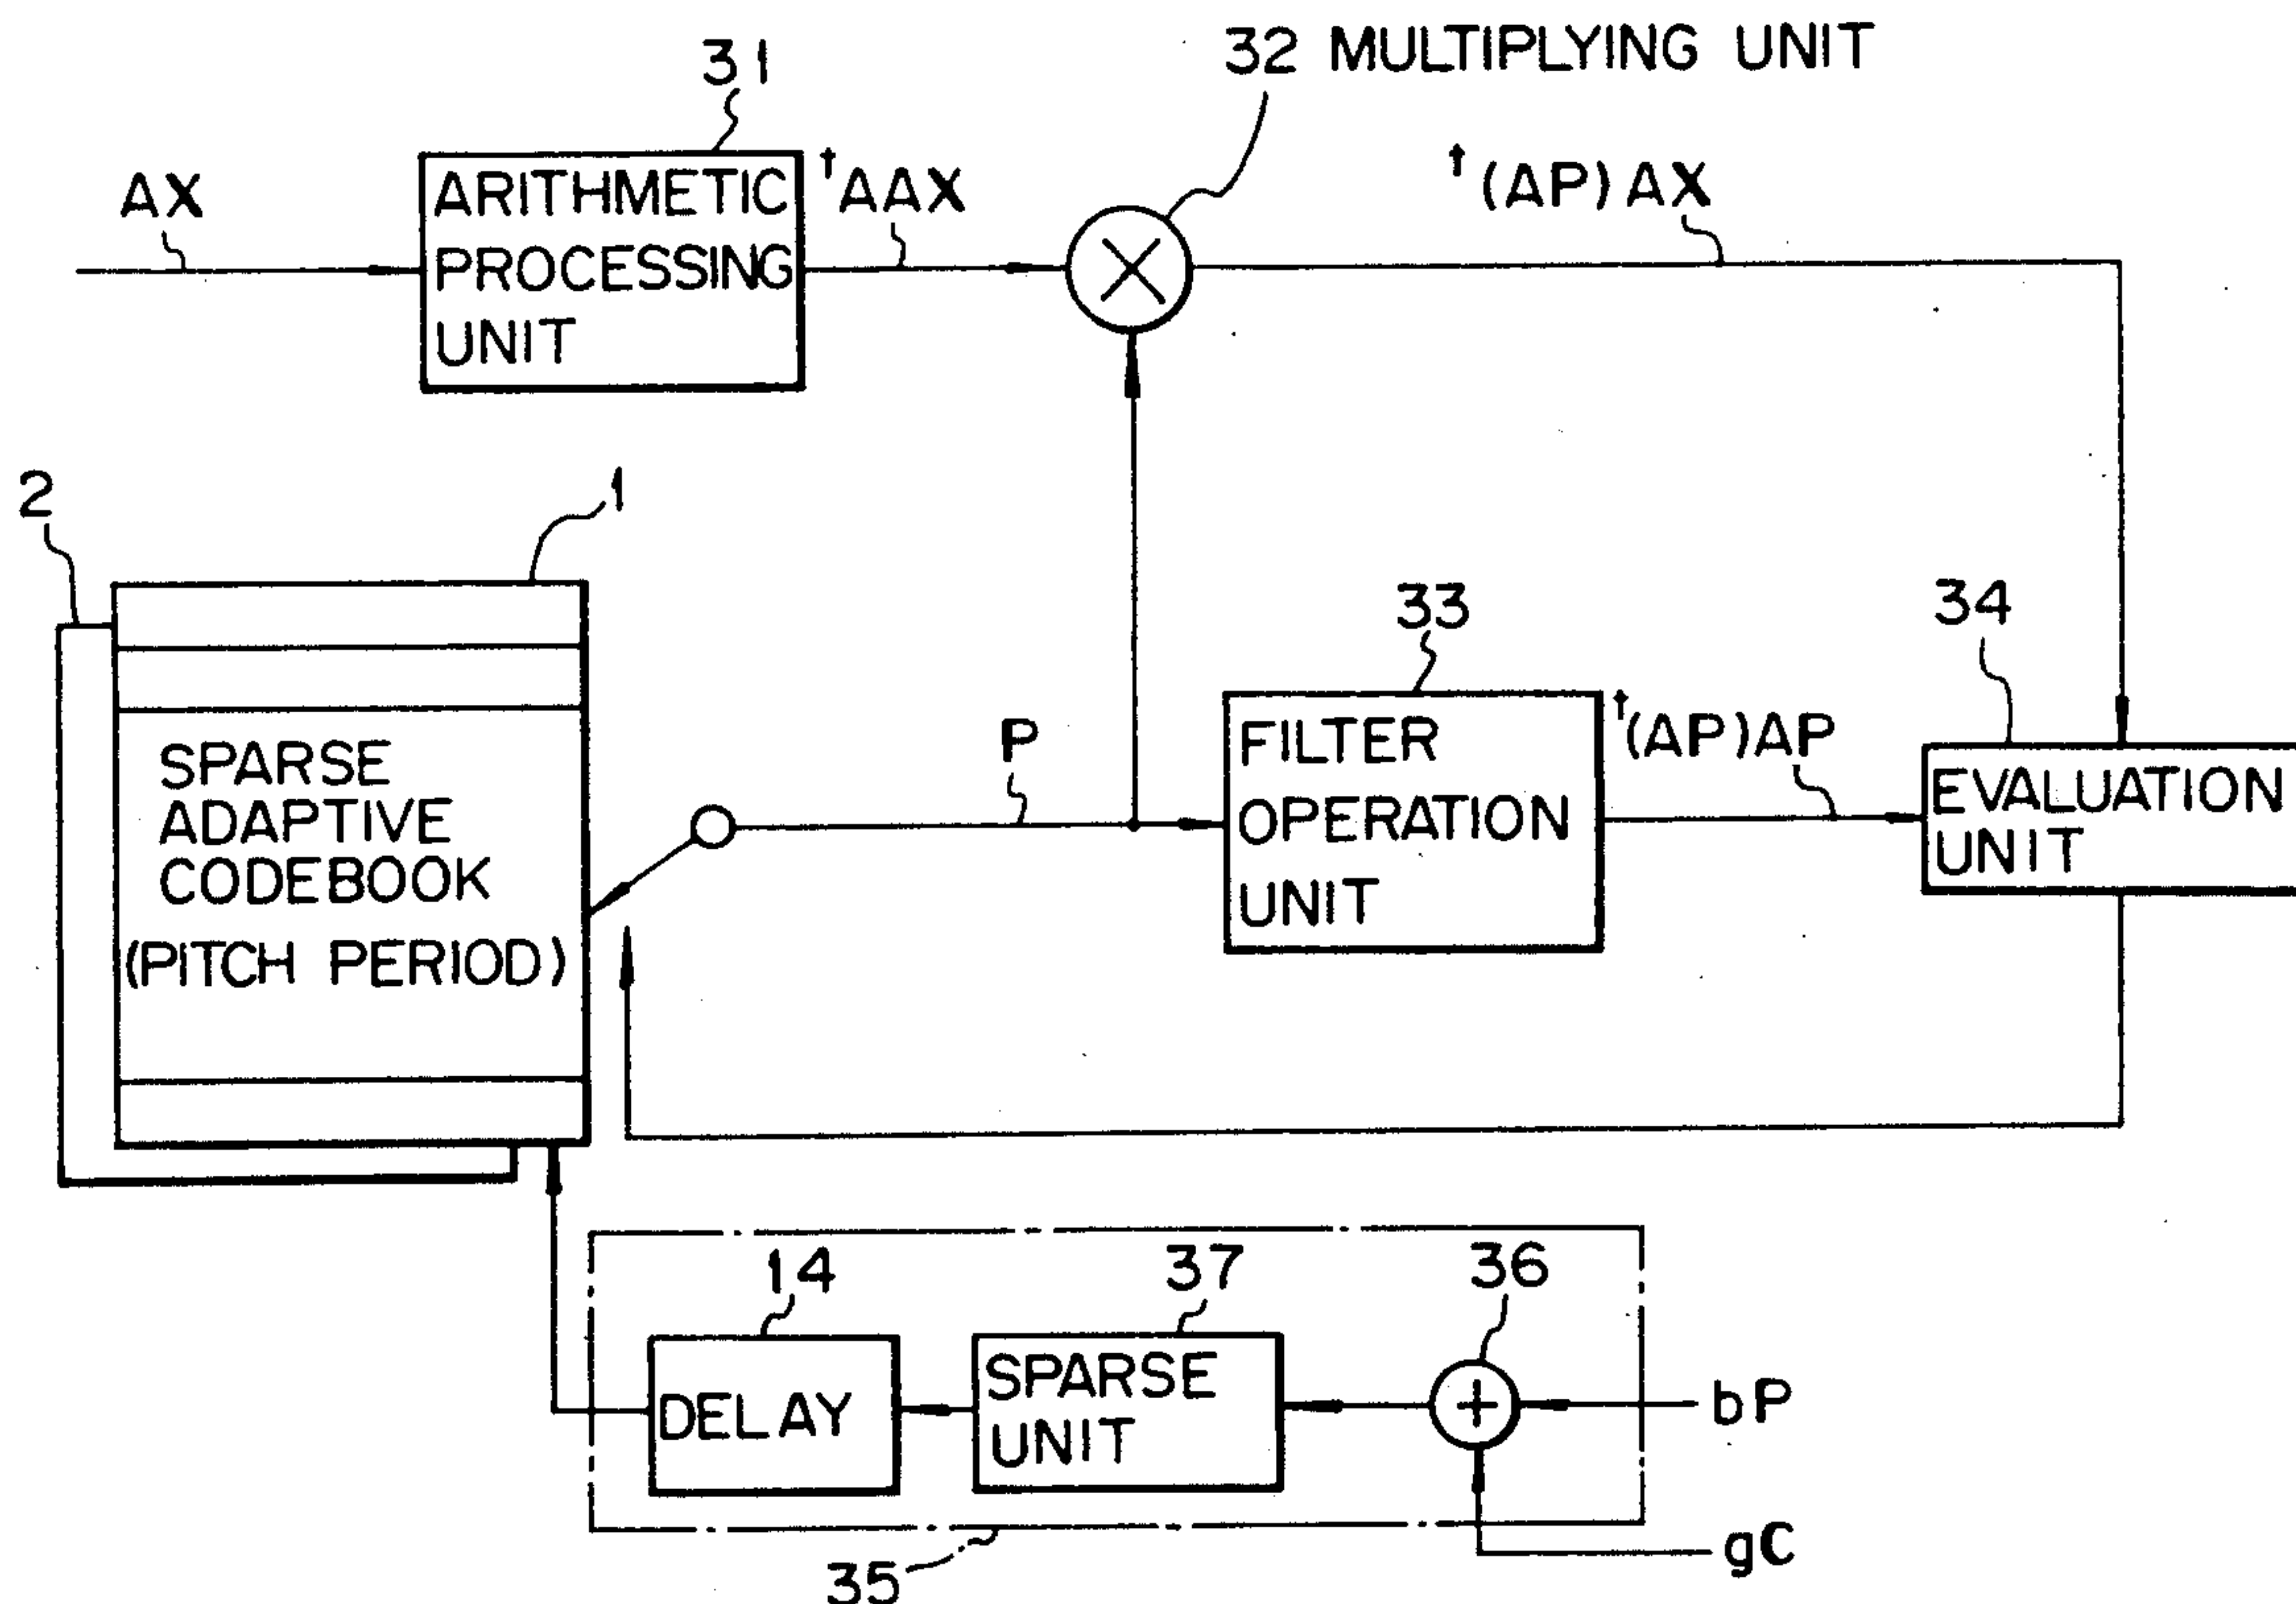 31
32 MULTIPLYING UNIT
AX
ARITHMETIC
PROCESSING
UNIT
ᵗAAX
ᵗ(AP)AX
2
1
SPARSE
ADAPTIVE
CODEBOOK
(PITCH PERIOD)
P
33
FILTER
OPERATION
UNIT
ᵗ(AP)AP
34
EVALUATION
UNIT
14
DELAY
37
SPARSE
UNIT
36
bP
gC
35